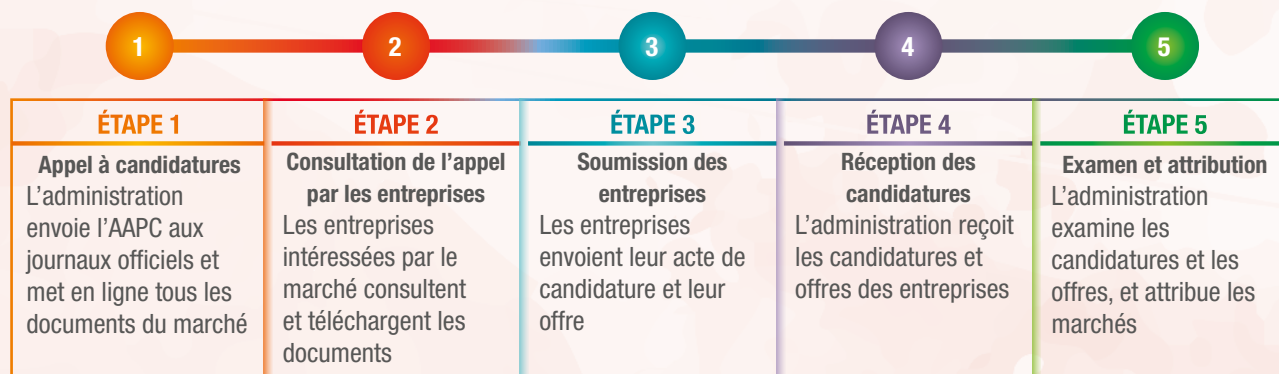 1
2
3
4
5
ÉTAPE 1
Appel à candidatures
L'administration
envoie l'AAPC aux
journaux officiels et
met en ligne tous les
documents du marché
ÉTAPE 2
Consultation de l'appel
par les entreprises
Les entreprises
intéressées par le
marché consultent
et téléchargent les
documents
ÉTAPE 3
Soumission des
entreprises
Les entreprises
envoient leur acte de
candidature et leur
offre
ÉTAPE 4
Réception des
candidatures
L'administration reçoit
les candidatures et
offres des entreprises
ÉTAPE 5
Examen et attribution
L'administration
examine les
candidatures et les
offres, et attribue les
marchés